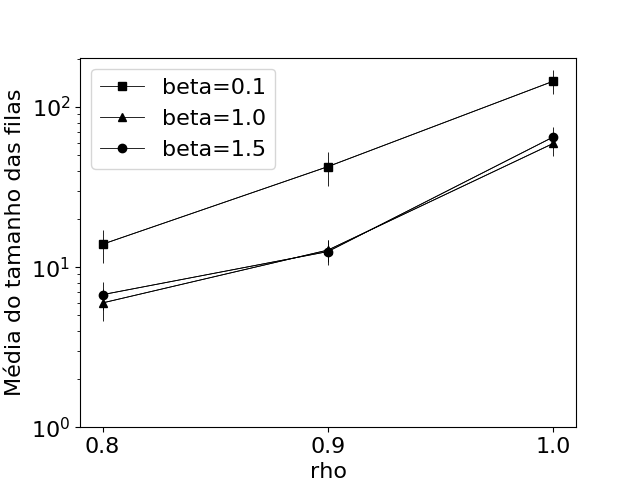 Média do tamanho das filas
10²
10¹
10⁰
beta=0.1
beta=1.0
beta=1.5
0.8 0.9 1.0
rho